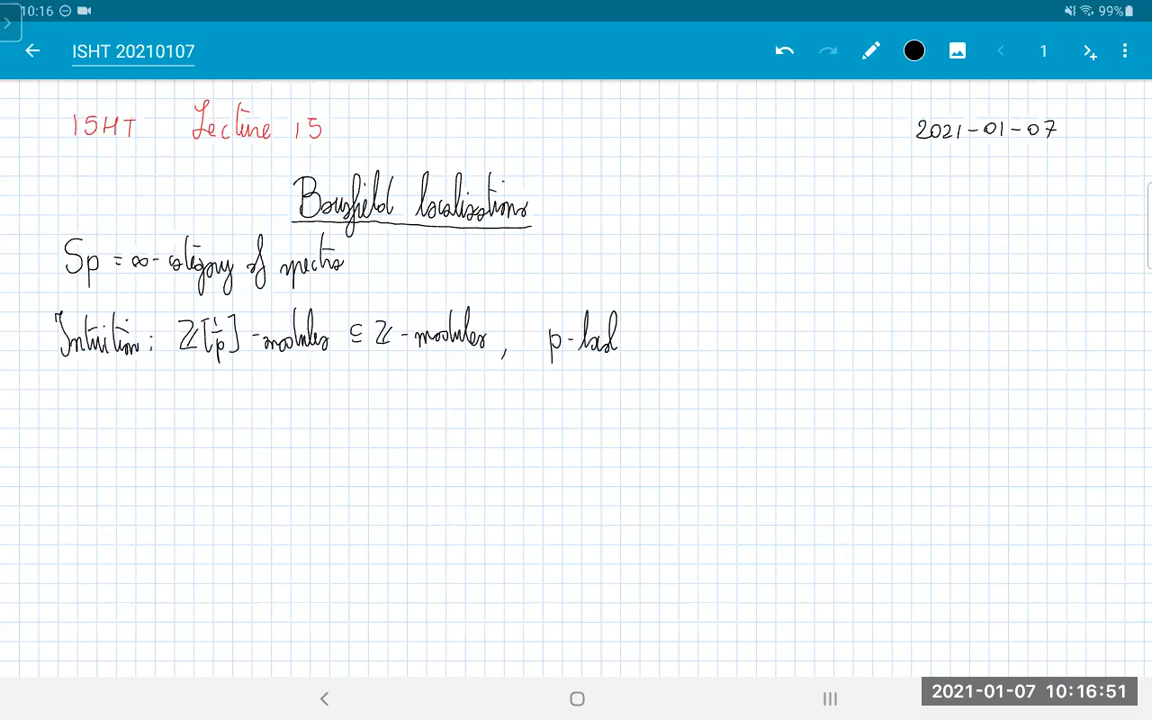 10:16 99%
ISHT 20210107
1
ISHT Lecture 15
2021-01-07
Bousfield localisations
Sp = ∞-category of spectra
Intuition: ℤ[1/p]-modules ⊆ ℤ-modules, p-local
2021-01-07 10:16:51